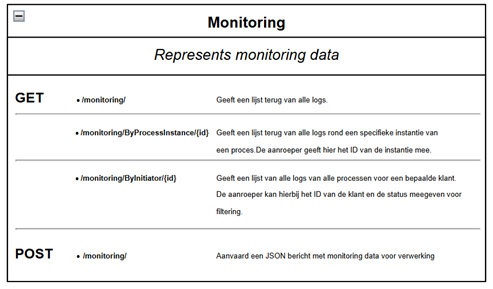 Monitoring
Represents monitoring data
GET • /monitoring/ Geeft een lijst terug van alle logs.
• /monitoring/ByProcessInstance/{id} Geeft een lijst terug van alle logs rond een specifieke instantie van
een proces.De aanroeper geeft hier het ID van de instantie mee.
• /monitoring/ByInitiator/{id} Geeft een lijst van alle logs van alle processen voor een bepaalde klant.
De aanroeper kan hierbij het ID van de klant en de status meegeven voor
filtering.
POST • /monitoring/ Aanvaard een JSON bericht met monitoring data voor verwerking